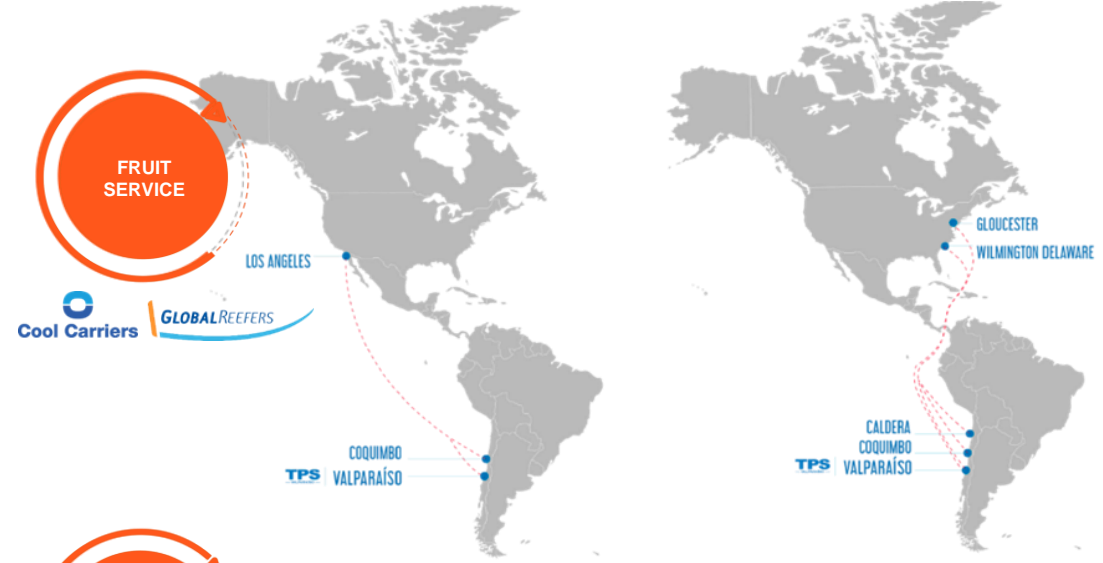 FRUIT
SERVICE
Cool Carriers
GLOBALREEFERS
LOS ANGELES
COQUIMBO
TPS VALPARAÍSO
GLOUCESTER
WILMINGTON DELAWARE
CALDERA
COQUIMBO
TPS VALPARAÍSO